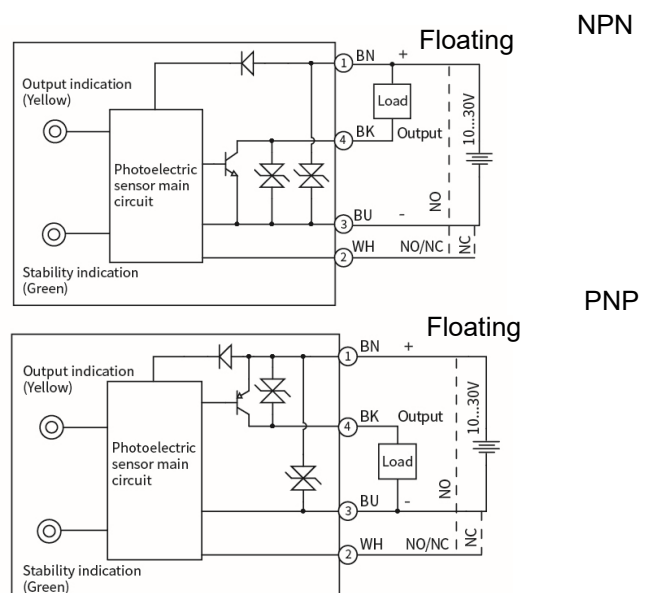 NPN
Floating
1 BN +
Output indication
(Yellow)
Load
10...30V
4 BK Output
Photoelectric
sensor main
circuit
NO
3 BU -
2 WH NO/NC
NC
Stability indication
(Green)
PNP
Floating
1 BN +
Output indication
(Yellow)
10...30V
4 BK Output
Photoelectric
sensor main
circuit
Load
NO
3 BU -
2 WH NO/NC
NC
Stability indication
(Green)